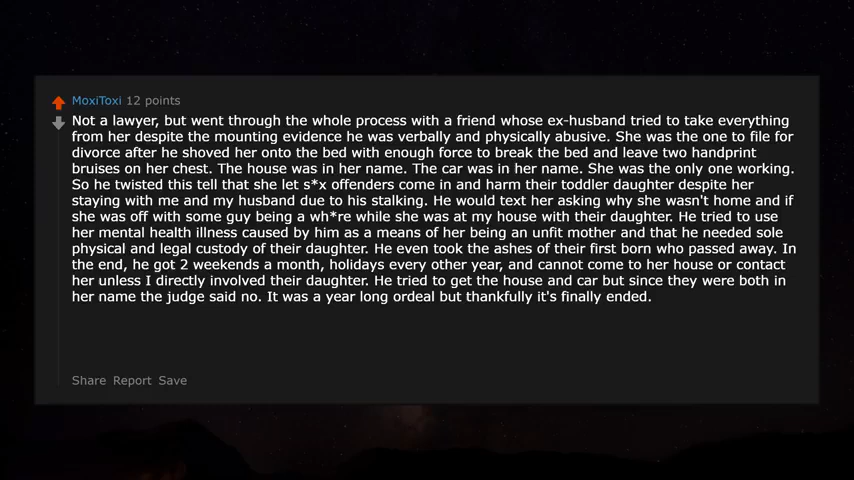 MoxiToxi 12 points
Not a lawyer, but went through the whole process with a friend whose ex-husband tried to take everything
from her despite the mounting evidence he was verbally and physically abusive. She was the one to file for
divorce after he shoved her onto the bed with enough force to break the bed and leave two handprint
bruises on her chest. The house was in her name. The car was in her name. She was the only one working.
So he twisted this tell that she let s*x offenders come in and harm their toddler daughter despite her
staying with me and my husband due to his stalking. He would text her asking why she wasn't home and if
she was off with some guy being a wh*re while she was at my house with their daughter. He tried to use
her mental health illness caused by him as a means of her being an unfit mother and that he needed sole
physical and legal custody of their daughter. He even took the ashes of their first born who passed away. In
the end, he got 2 weekends a month, holidays every other year, and cannot come to her house or contact
her unless I directly involved their daughter. He tried to get the house and car but since they were both in
her name the judge said no. It was a year long ordeal but thankfully it's finally ended.
Share Report Save